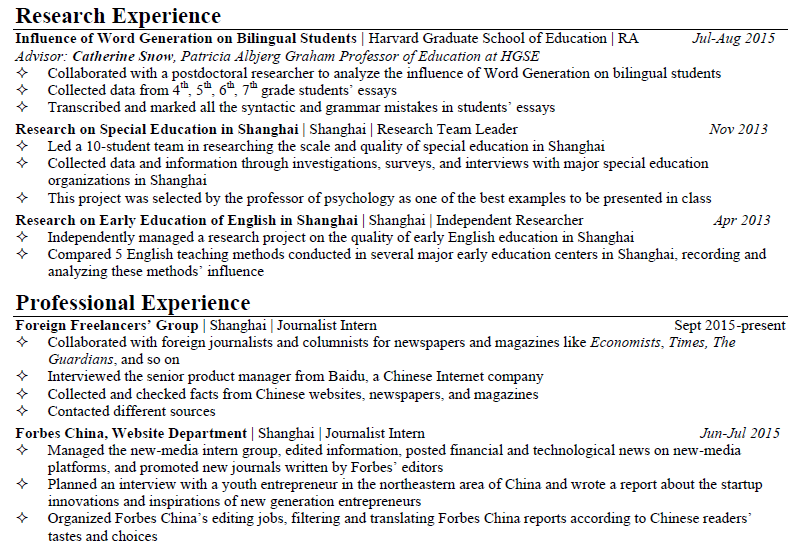 Research Experience
Influence of Word Generation on Bilingual Students | Harvard Graduate School of Education | RA Jul-Aug 2015
Advisor: Catherine Snow, Patricia Albjerg Graham Professor of Education at HGSE
✧ Collaborated with a postdoctoral researcher to analyze the influence of Word Generation on bilingual students
✧ Collected data from 4th, 5th, 6th, 7th grade students’ essays
✧ Transcribed and marked all the syntactic and grammar mistakes in students’ essays
Research on Special Education in Shanghai | Shanghai | Research Team Leader Nov 2013
✧ Led a 10-student team in researching the scale and quality of special education in Shanghai
✧ Collected data and information through investigations, surveys, and interviews with major special education
organizations in Shanghai
✧ This project was selected by the professor of psychology as one of the best examples to be presented in class
Research on Early Education of English in Shanghai | Shanghai | Independent Researcher Apr 2013
✧ Independently managed a research project on the quality of early English education in Shanghai
✧ Compared 5 English teaching methods conducted in several major early education centers in Shanghai, recording and
analyzing these methods’ influence
Professional Experience
Foreign Freelancers’ Group | Shanghai | Journalist Intern Sept 2015-present
✧ Collaborated with foreign journalists and columnists for newspapers and magazines like Economists, Times, The
Guardians, and so on
✧ Interviewed the senior product manager from Baidu, a Chinese Internet company
✧ Collected and checked facts from Chinese websites, newspapers, and magazines
✧ Contacted different sources
Forbes China, Website Department | Shanghai | Journalist Intern Jun-Jul 2015
✧ Managed the new-media intern group, edited information, posted financial and technological news on new-media
platforms, and promoted new journals written by Forbes’ editors
✧ Planned an interview with a youth entrepreneur in the northeastern area of China and wrote a report about the startup
innovations and inspirations of new generation entrepreneurs
✧ Organized Forbes China’s editing jobs, filtering and translating Forbes China reports according to Chinese readers’
tastes and choices